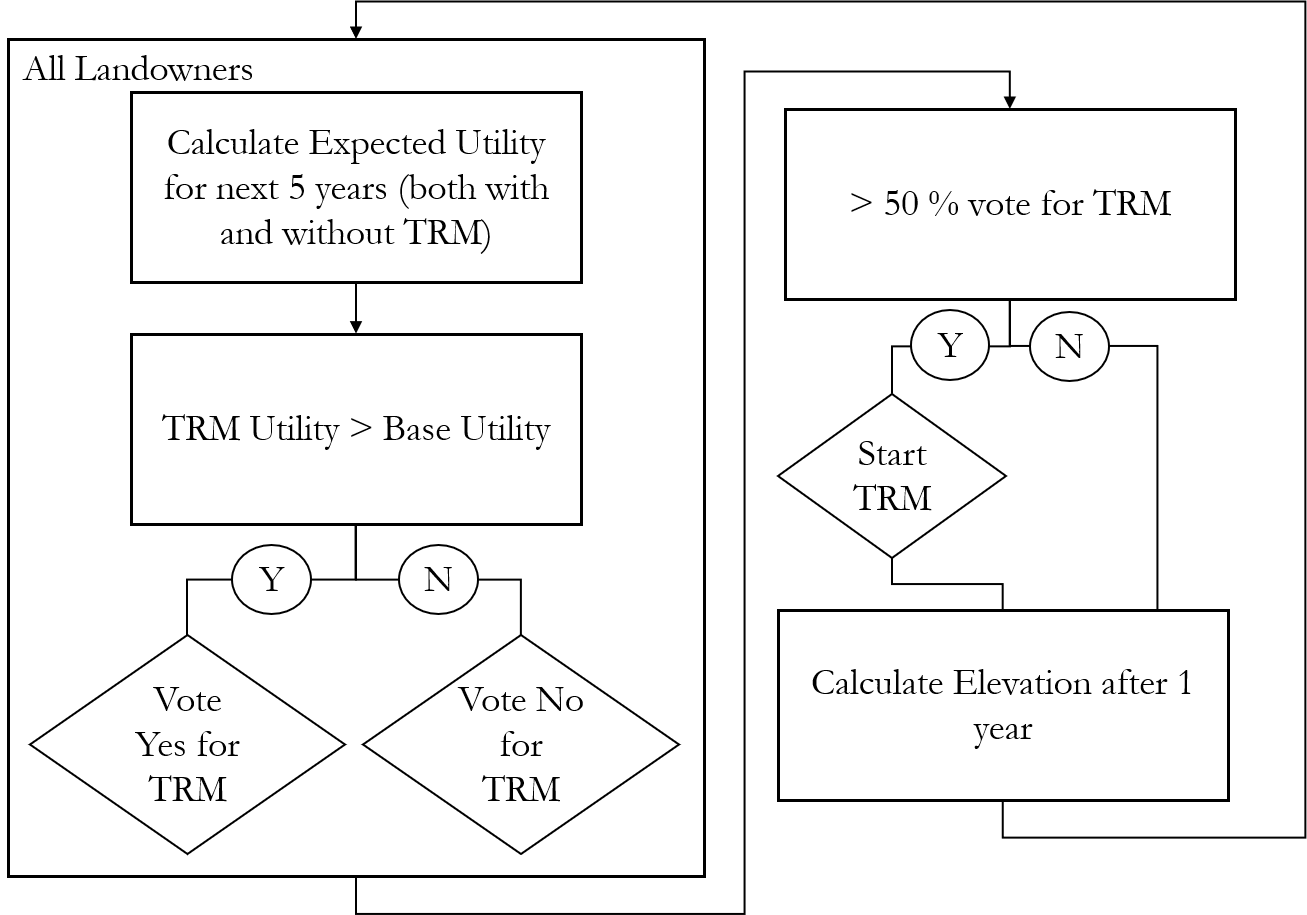 All Landowners
Calculate Expected Utility
for next 5 years (both with
and without TRM)
TRM Utility > Base Utility
Y
N
Vote
Yes for
TRM
Vote No
for
TRM
> 50 % vote for TRM
Y
N
Start
TRM
Calculate Elevation after 1
year